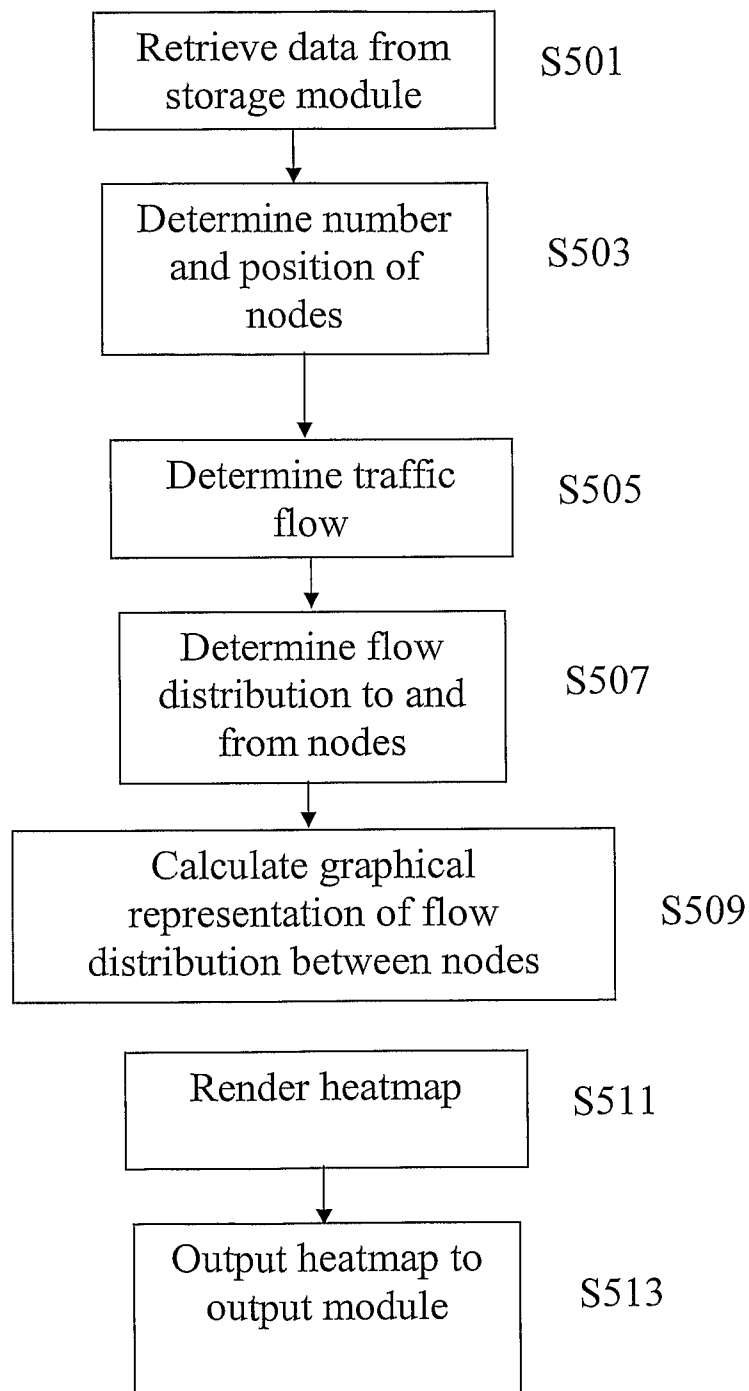 Retrieve data from
storage module
S501
Determine number
and position of
nodes
S503
Determine traffic
flow
S505
Determine flow
distribution to and
from nodes
S507
Calculate graphical
representation of flow
distribution between nodes
S509
Render heatmap
S511
Output heatmap to
output module
S513